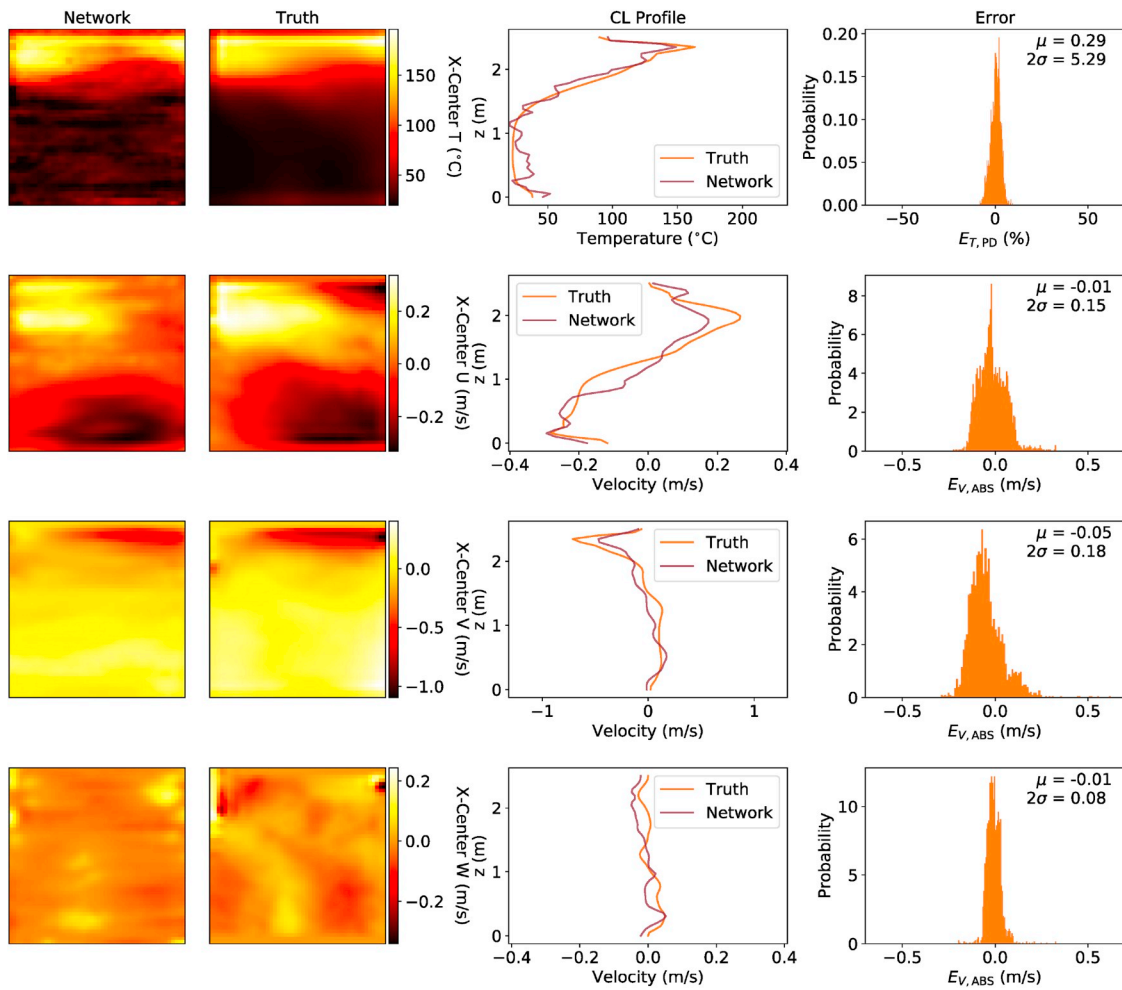 Network
Truth
CL Profile
Error
150
100
50
X-Center T (°C)
z (m)
2
1
0
Truth
Network
50
100
150
200
Temperature (°C)
Probability
0.20
0.15
0.10
0.05
0.00
μ = 0.29
2σ = 5.29
−50
0
50
E_T, PD (%)
0.2
0.0
−0.2
X-Center U (m/s)
z (m)
2
1
0
Truth
Network
−0.4
−0.2
0.0
0.2
0.4
Velocity (m/s)
Probability
8
6
4
2
0
μ = -0.01
2σ = 0.15
−0.5
0.0
0.5
E_V, ABS (m/s)
0.0
−0.5
−1.0
X-Center V (m/s)
z (m)
2
1
0
Truth
Network
−1
0
1
Velocity (m/s)
Probability
6
4
2
0
μ = -0.05
2σ = 0.18
−0.5
0.0
0.5
E_V, ABS (m/s)
0.2
0.0
−0.2
X-Center W (m/s)
z (m)
2
1
0
Truth
Network
−0.4
−0.2
0.0
0.2
0.4
Velocity (m/s)
Probability
10
5
0
μ = -0.01
2σ = 0.08
−0.5
0.0
0.5
E_V, ABS (m/s)